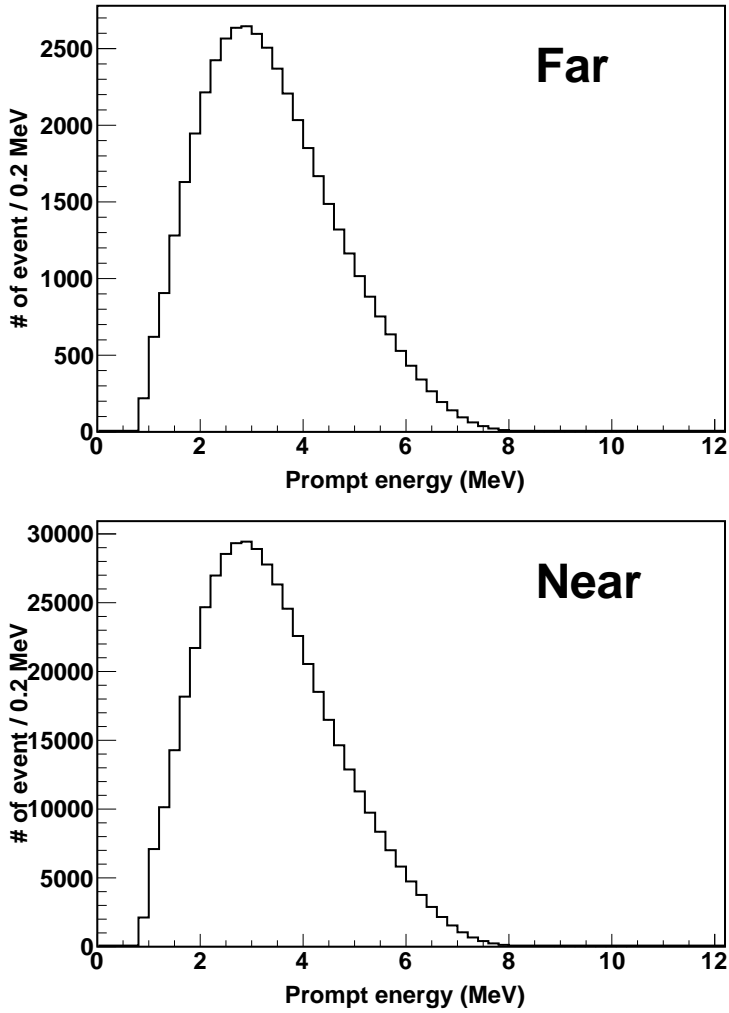 Far
# of event / 0.2 MeV
2500
2000
1500
1000
500
0
0 2 4 6 8 10 12
Prompt energy (MeV)
Near
# of event / 0.2 MeV
30000
25000
20000
15000
10000
5000
0
0 2 4 6 8 10 12
Prompt energy (MeV)